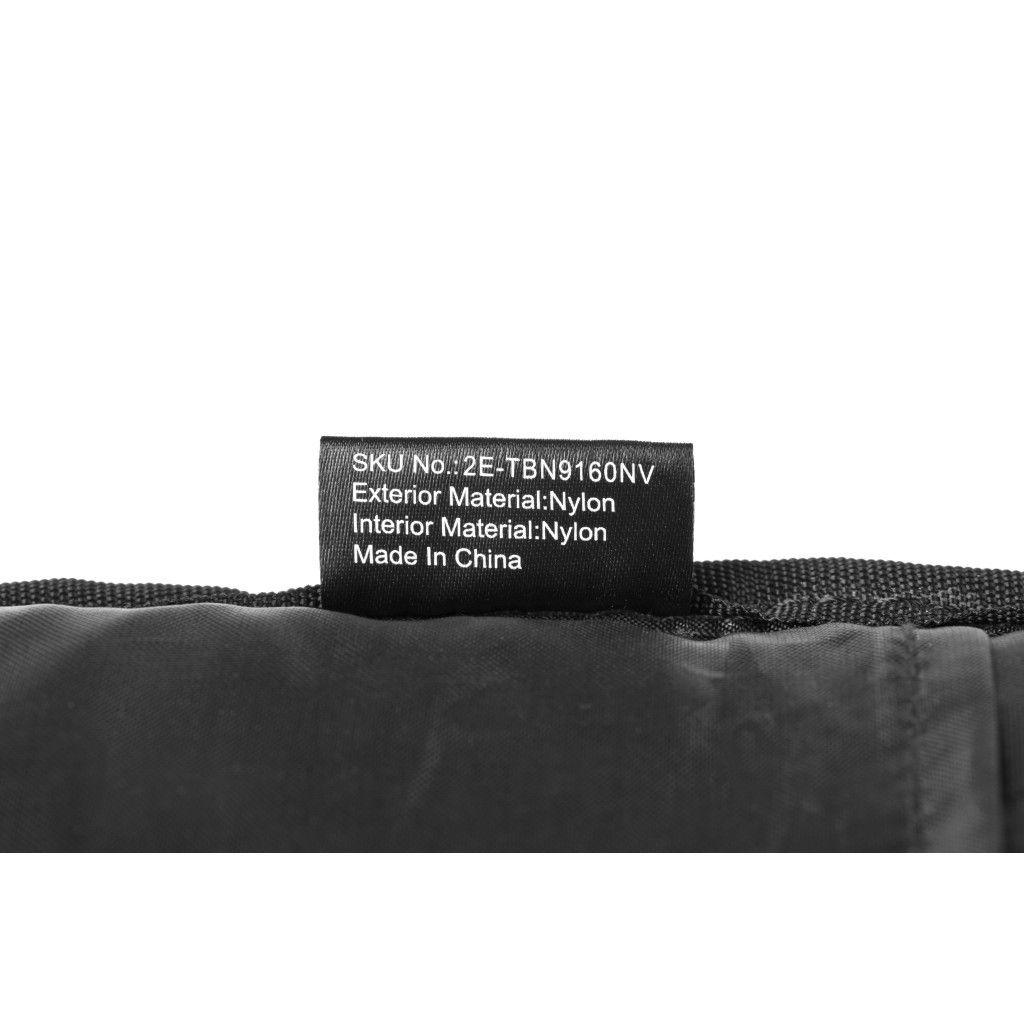 SKU No.:2E-TBN9160NV
Exterior Material:Nylon
Interior Material:Nylon
Made In China